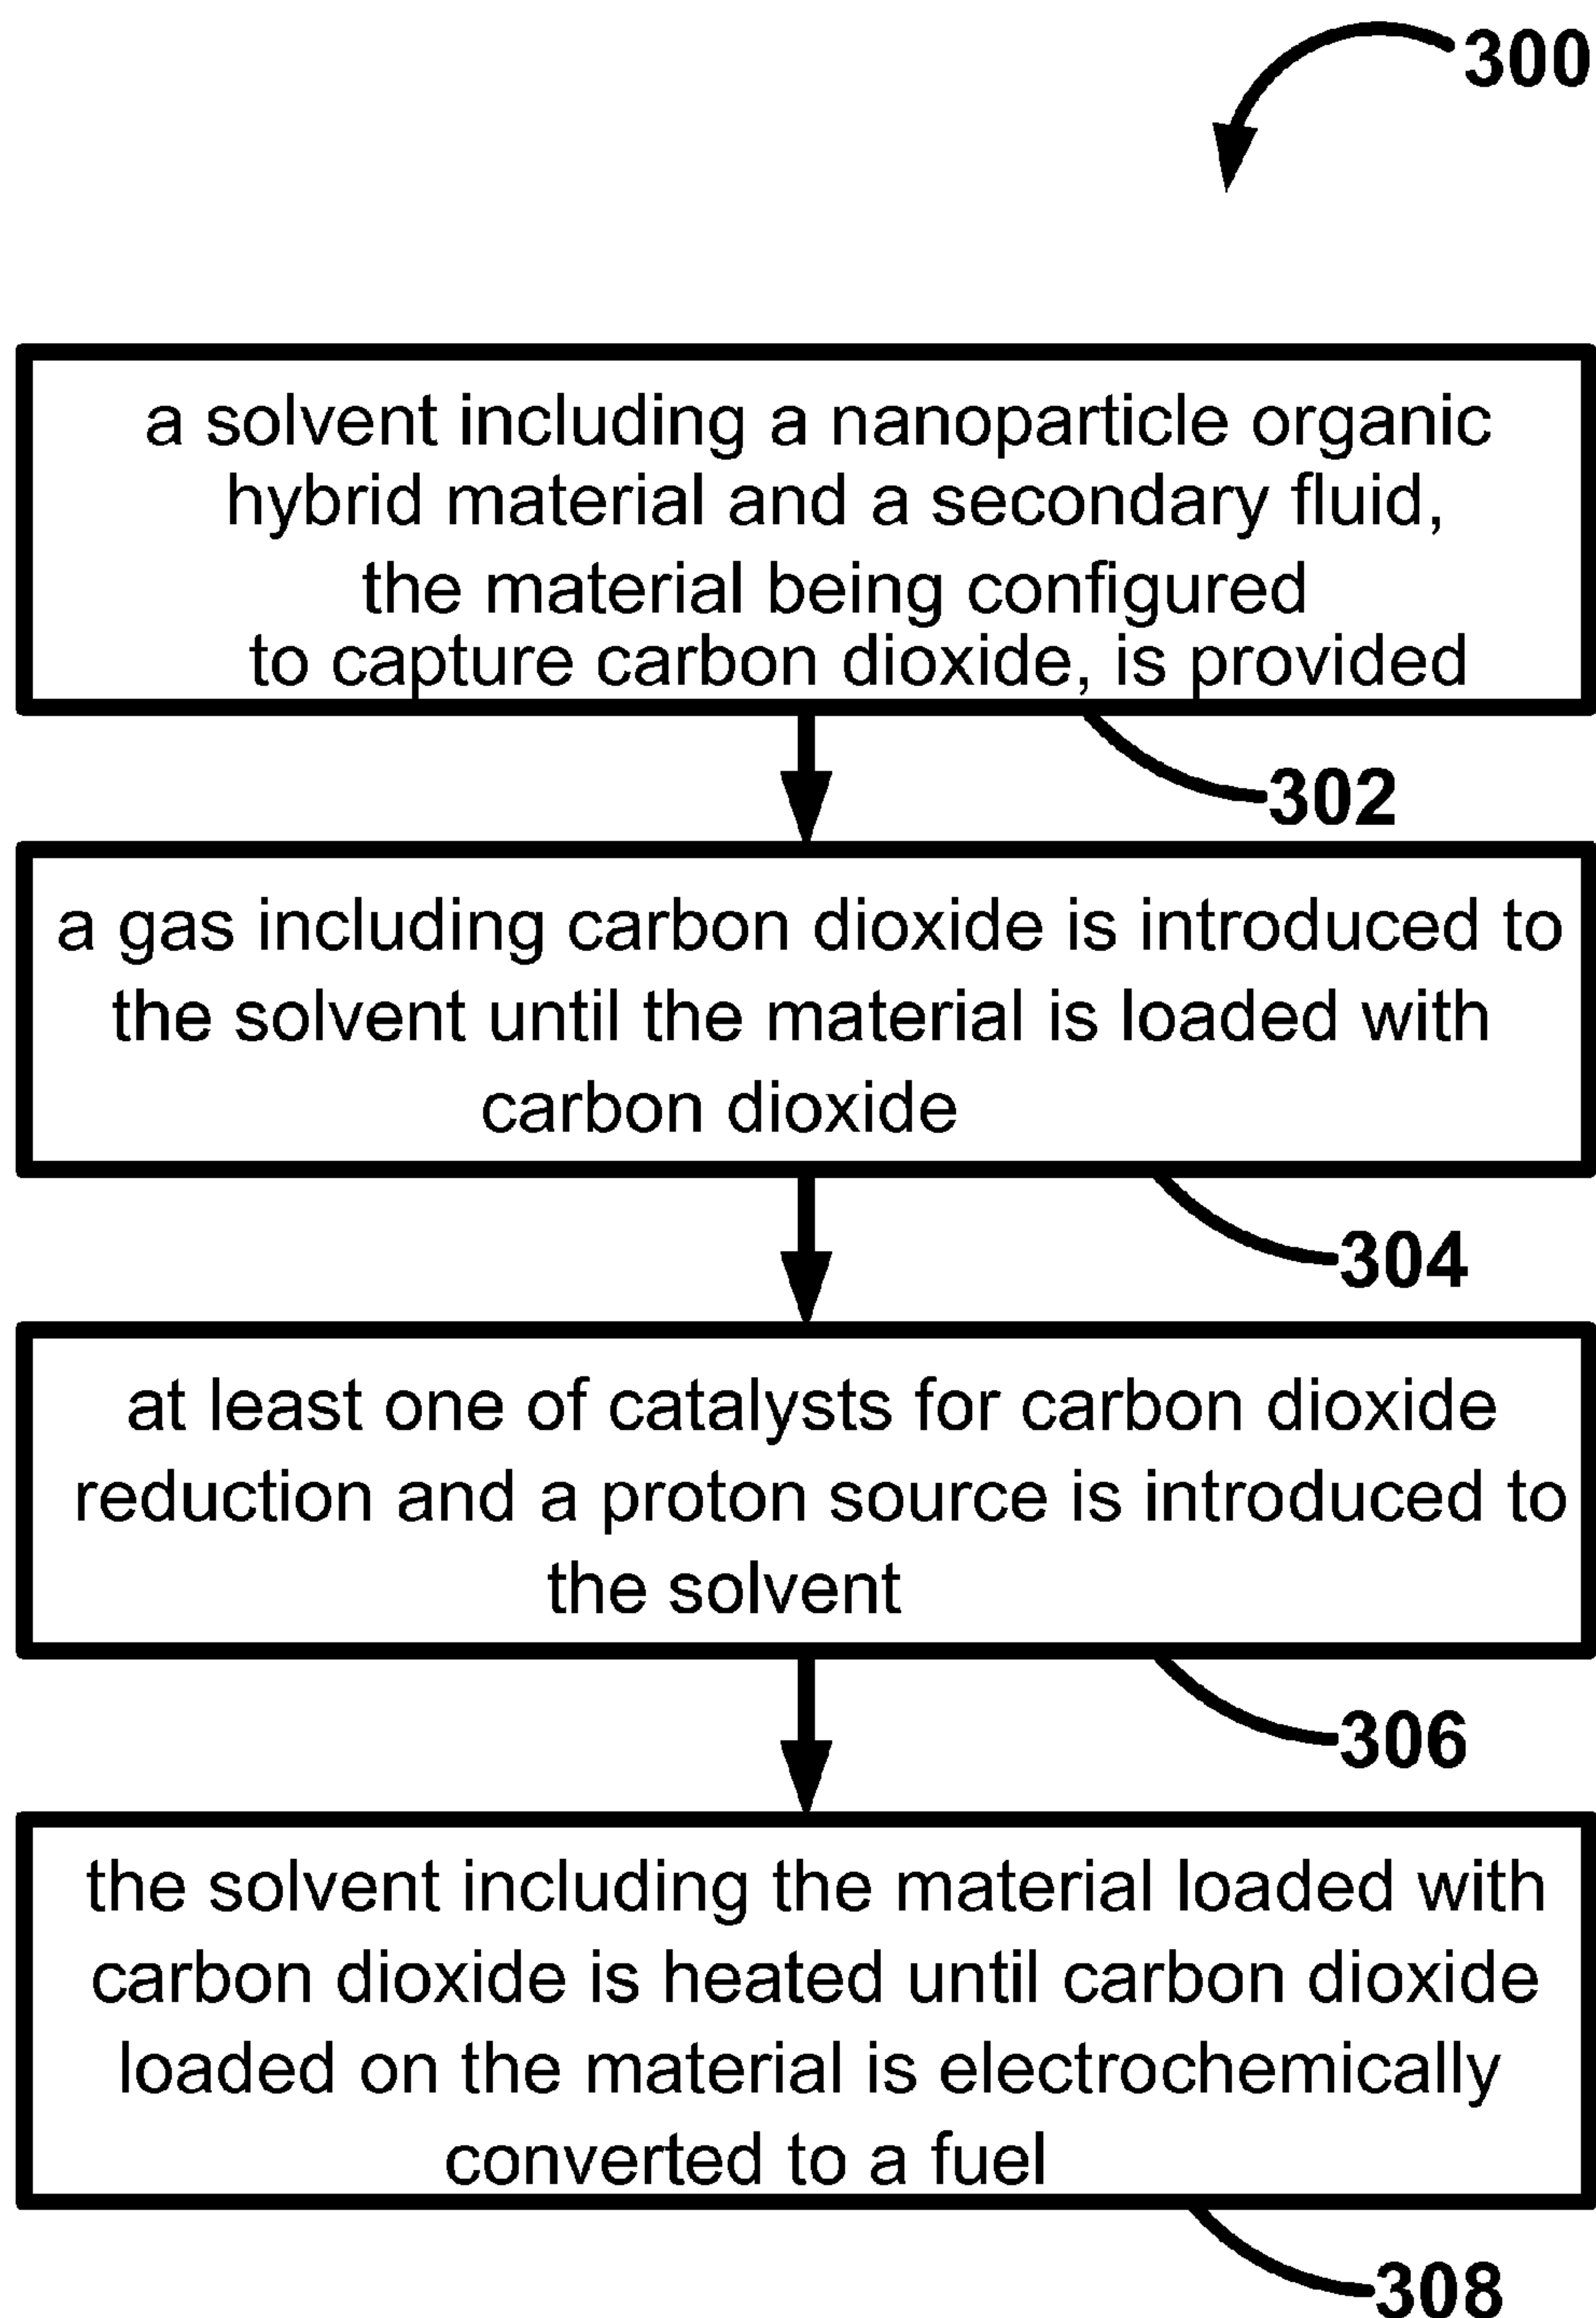 300
a solvent including a nanoparticle organic
hybrid material and a secondary fluid,
the material being configured
to capture carbon dioxide, is provided
302
a gas including carbon dioxide is introduced to
the solvent until the material is loaded with
carbon dioxide
304
at least one of catalysts for carbon dioxide
reduction and a proton source is introduced to
the solvent
306
the solvent including the material loaded with
carbon dioxide is heated until carbon dioxide
loaded on the material is electrochemically
converted to a fuel
308